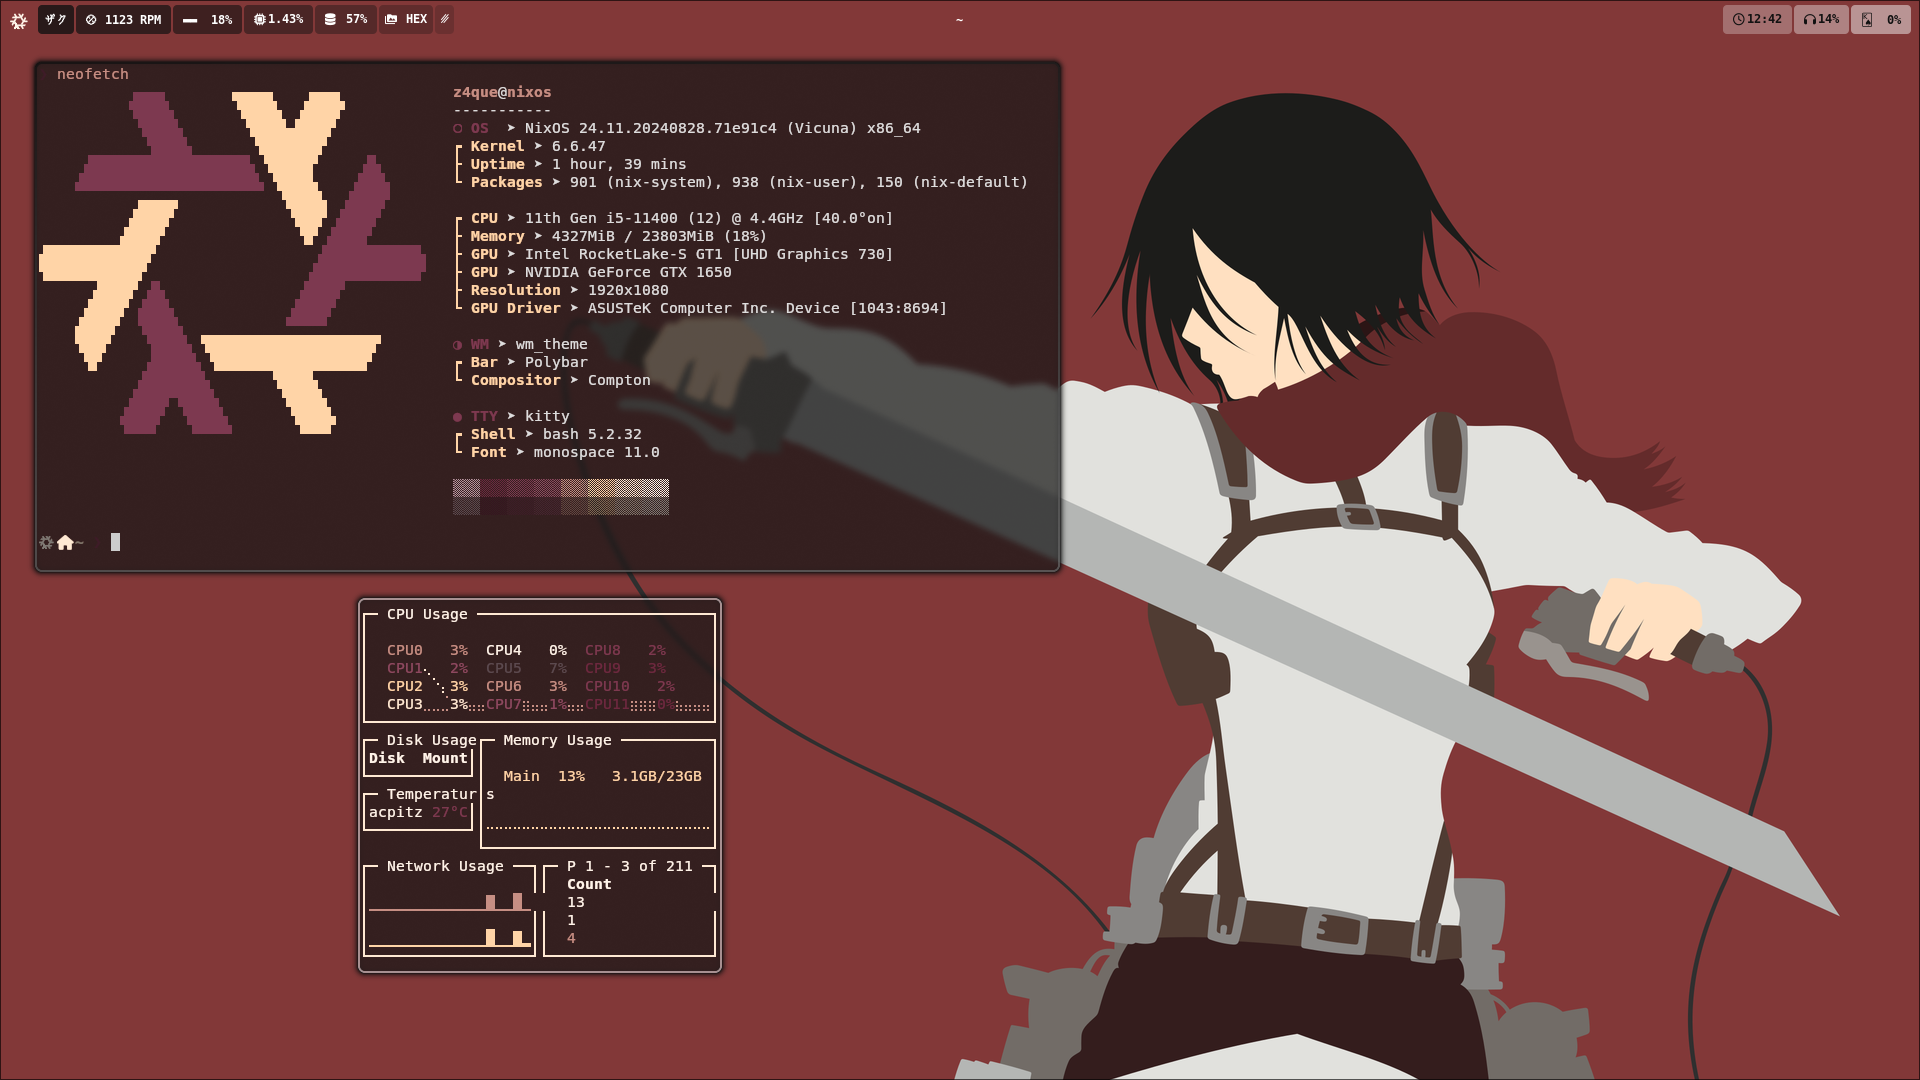 ザク 1123 RPM 18% 1.43% 57% HEX ~ 12:42 14% 0%
neofetch
z4que@nixos
-----------
OS ➤ NixOS 24.11.20240828.71e91c4 (Vicuna) x86_64
Kernel ➤ 6.6.47
Uptime ➤ 1 hour, 39 mins
Packages ➤ 901 (nix-system), 938 (nix-user), 150 (nix-default)
CPU ➤ 11th Gen i5-11400 (12) @ 4.4GHz [40.0°on]
Memory ➤ 4327MiB / 23803MiB (18%)
GPU ➤ Intel RocketLake-S GT1 [UHD Graphics 730]
GPU ➤ NVIDIA GeForce GTX 1650
Resolution ➤ 1920x1080
GPU Driver ➤ ASUSTeK Computer Inc. Device [1043:8694]
WM ➤ wm_theme
Bar ➤ Polybar
Compositor ➤ Compton
TTY ➤ kitty
Shell ➤ bash 5.2.32
Font ➤ monospace 11.0
~
CPU Usage
CPU0 3% CPU4 0% CPU8 2%
CPU1 2% CPU5 7% CPU9 3%
CPU2 3% CPU6 3% CPU10 2%
CPU3 3% CPU7 1% CPU11 0%
Disk Usage
Disk Mount
Memory Usage
Main 13% 3.1GB/23GB
Temperatur s
acpitz 27°C
Network Usage
P 1 - 3 of 211
Count
13
1
4